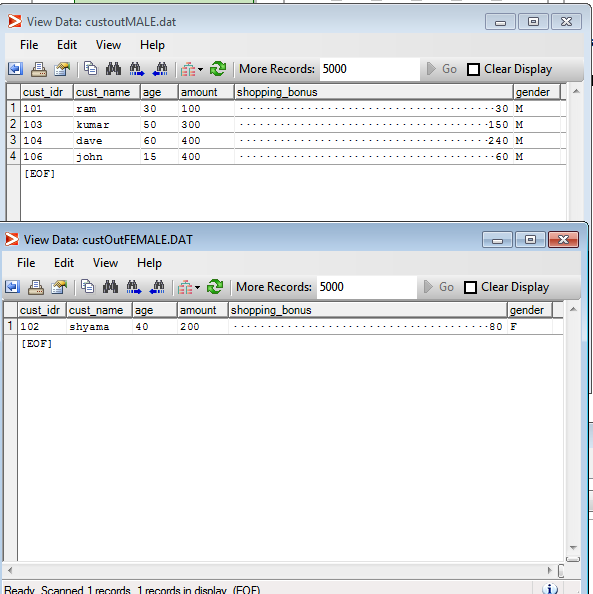 View Data: custoutMALE.dat
File Edit View Help
More Records: 5000 Go Clear Display
cust_idr cust_name age amount shopping_bonus gender
1 101 ram 30 100 30 M
2 103 kumar 50 300 150 M
3 104 dave 60 400 240 M
4 106 john 15 400 60 M
[EOF]
View Data: custOutFEMALE.DAT
File Edit View Help
More Records: 5000 Go Clear Display
cust_idr cust_name age amount shopping_bonus gender
1 102 shyama 40 200 80 F
[EOF]
Ready Scanned 1 records, 1 records in display. (EOF)